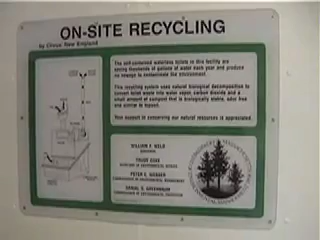 ON-SITE RECYCLING
by Clivus New England
The self-contained waterless toilets in this facility are
saving thousands of gallons of water each year and produce
no sewage to contaminate the environment.
This recycling system uses natural biological decomposition to
convert toilet waste into water vapor, carbon dioxide and a
small amount of compost that is biologically stable, odor free
and similar to topsoil.
Your support in conserving our natural resources is appreciated.
WILLIAM F. WELD
GOVERNOR
TRUDY COXE
SECRETARY OF ENVIRONMENTAL AFFAIRS
PETER C. WEBBER
COMMISSIONER OF ENVIRONMENTAL MANAGEMENT
DANIEL S. GREENBAUM
COMMISSIONER OF ENVIRONMENTAL PROTECTION